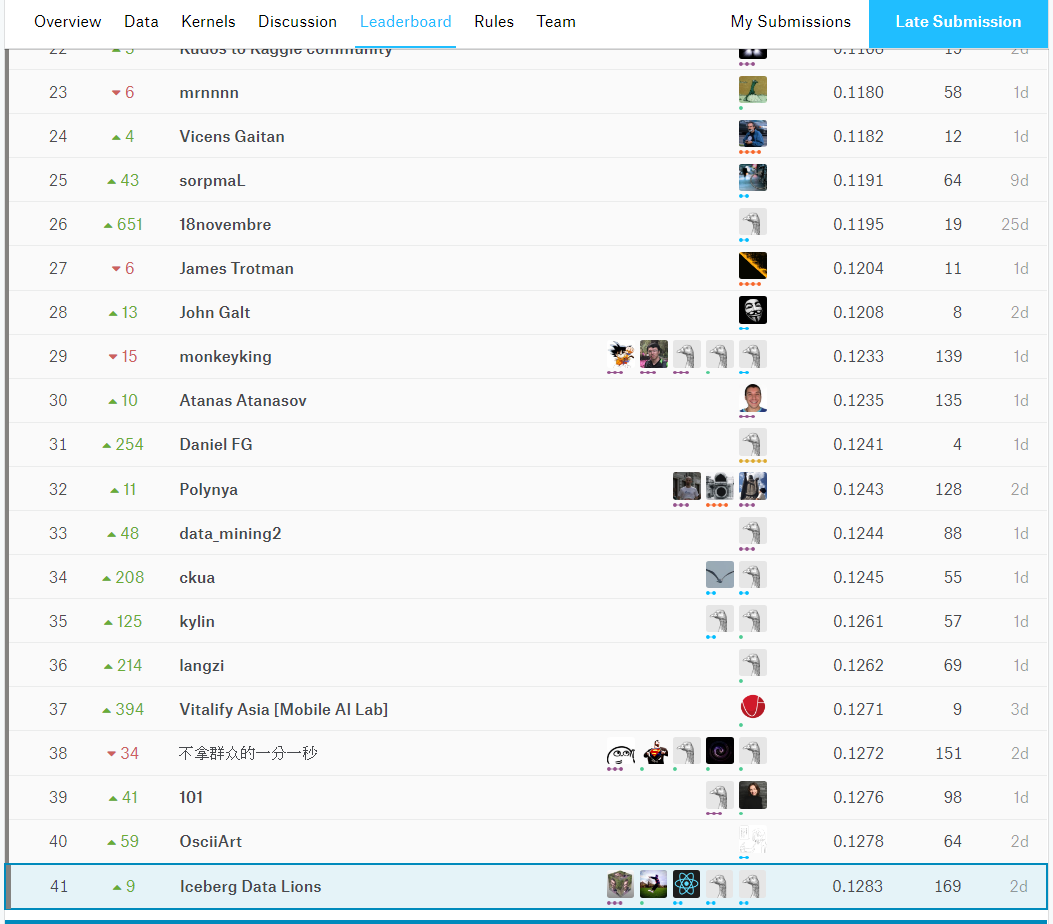 Overview Data Kernels Discussion Leaderboard Rules Team My Submissions Late Submission
22 5 Kudos to Kaggle community 0.1168 15 2d
23 6 mrnnnn 0.1180 58 1d
24 4 Vicens Gaitan 0.1182 12 1d
25 43 sorpmaL 0.1191 64 9d
26 651 18novembre 0.1195 19 25d
27 6 James Trotman 0.1204 11 1d
28 13 John Galt 0.1208 8 2d
29 15 monkeyking 0.1233 139 1d
30 10 Atanas Atanasov 0.1235 135 1d
31 254 Daniel FG 0.1241 4 1d
32 11 Polynya 0.1243 128 2d
33 48 data_mining2 0.1244 88 1d
34 208 ckua 0.1245 55 1d
35 125 kylin 0.1261 57 1d
36 214 langzi 0.1262 69 1d
37 394 Vitalify Asia [Mobile AI Lab] 0.1271 9 3d
38 34 不拿群众的一分一秒 0.1272 151 2d
39 41 101 0.1276 98 1d
40 59 OsciiArt 0.1278 64 2d
41 9 Iceberg Data Lions 0.1283 169 2d